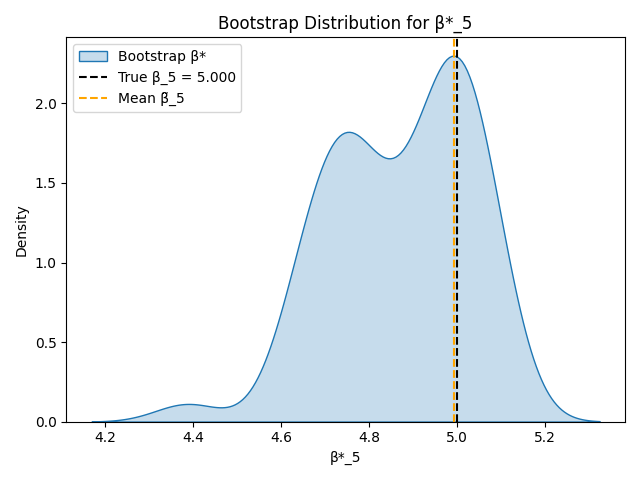 Bootstrap Distribution for β*_5
Bootstrap β*
True β_5 = 5.000
Mean β_5
Density
2.0
1.5
1.0
0.5
0.0
4.2 4.4 4.6 4.8 5.0 5.2
β*_5